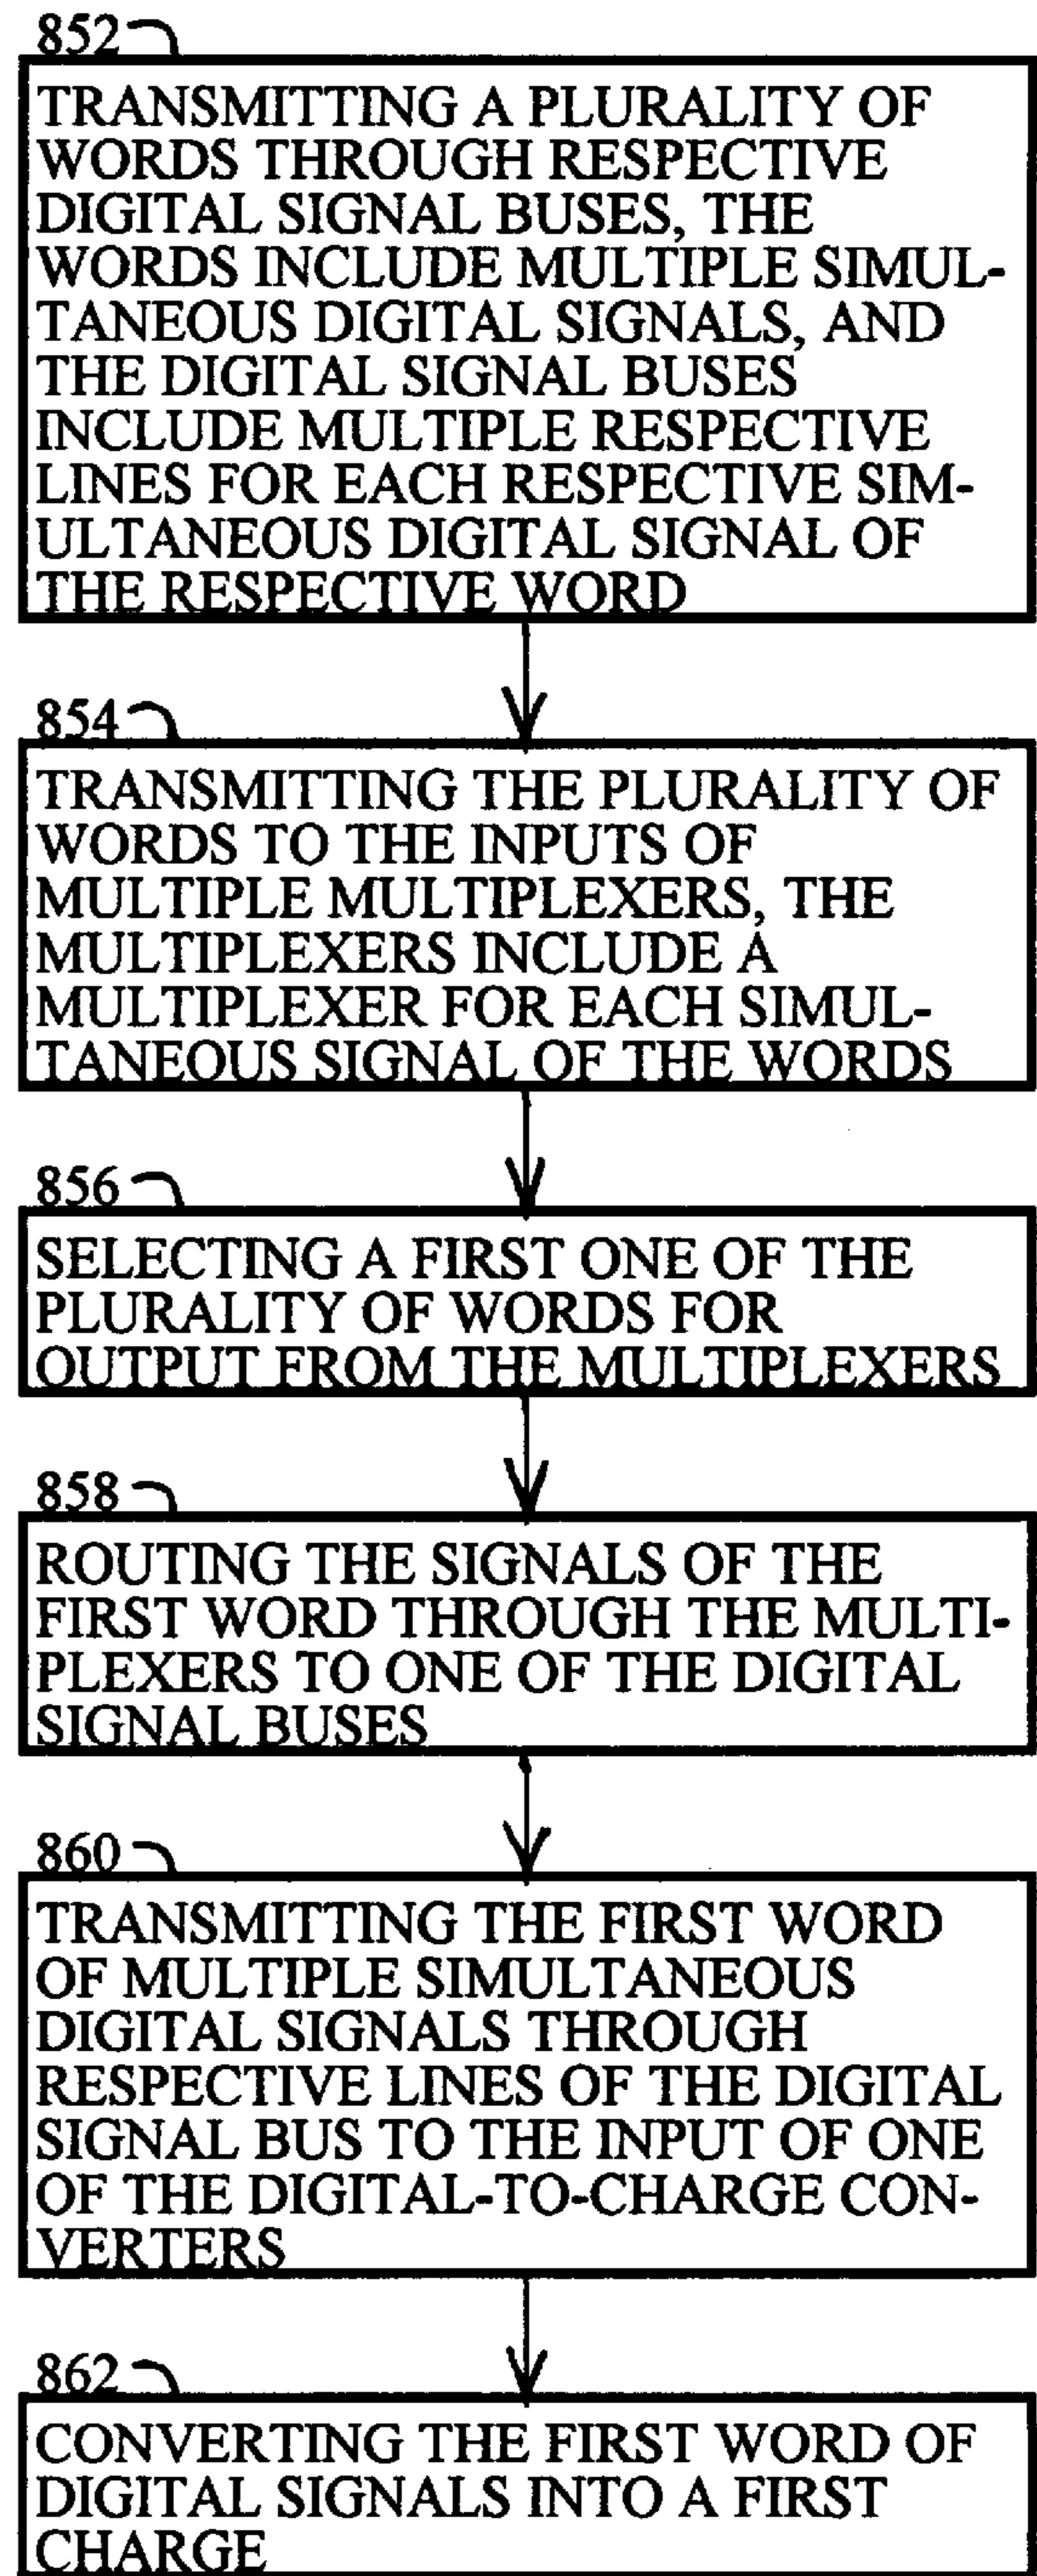 852
TRANSMITTING A PLURALITY OF
WORDS THROUGH RESPECTIVE
DIGITAL SIGNAL BUSES, THE
WORDS INCLUDE MULTIPLE SIMUL-
TANEOUS DIGITAL SIGNALS, AND
THE DIGITAL SIGNAL BUSES
INCLUDE MULTIPLE RESPECTIVE
LINES FOR EACH RESPECTIVE SIM-
ULTANEOUS DIGITAL SIGNAL OF
THE RESPECTIVE WORD
854
TRANSMITTING THE PLURALITY OF
WORDS TO THE INPUTS OF
MULTIPLE MULTIPLEXERS, THE
MULTIPLEXERS INCLUDE A
MULTIPLEXER FOR EACH SIMUL-
TANEOUS SIGNAL OF THE WORDS
856
SELECTING A FIRST ONE OF THE
PLURALITY OF WORDS FOR
OUTPUT FROM THE MULTIPLEXERS
858
ROUTING THE SIGNALS OF THE
FIRST WORD THROUGH THE MULTI-
PLEXERS TO ONE OF THE DIGITAL
SIGNAL BUSES
860
TRANSMITTING THE FIRST WORD
OF MULTIPLE SIMULTANEOUS
DIGITAL SIGNALS THROUGH
RESPECTIVE LINES OF THE DIGITAL
SIGNAL BUS TO THE INPUT OF ONE
OF THE DIGITAL-TO-CHARGE CON-
VERTERS
862
CONVERTING THE FIRST WORD OF
DIGITAL SIGNALS INTO A FIRST
CHARGE